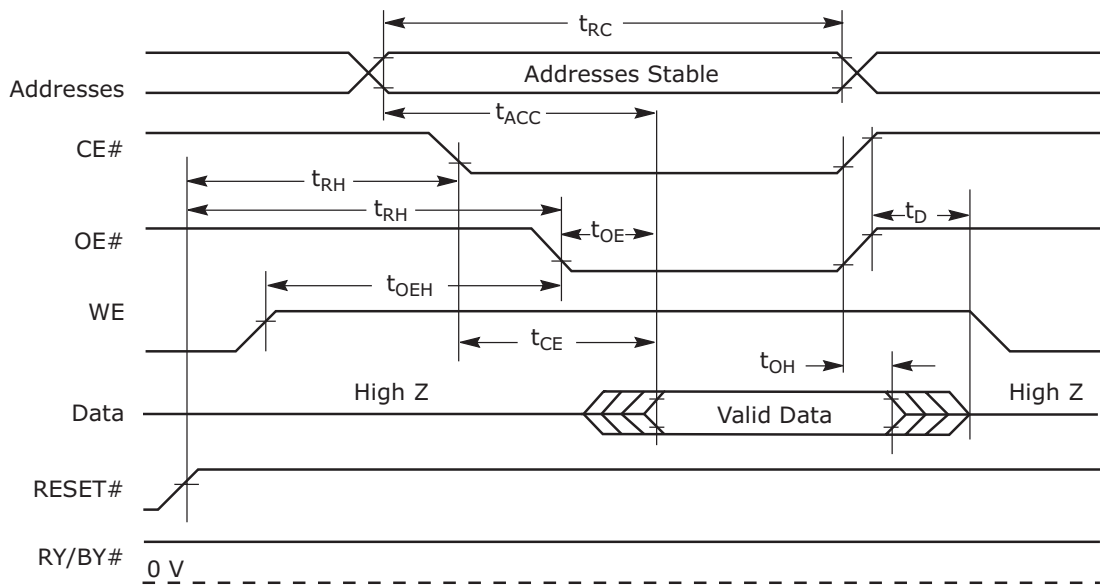 tRC
Addresses
Addresses Stable
tACC
CE#
tRH
tRH
tD
OE#
tOE
tOEH
WE
tCE
tOH
High Z
High Z
Data
Valid Data
RESET#
RY/BY#
0 V